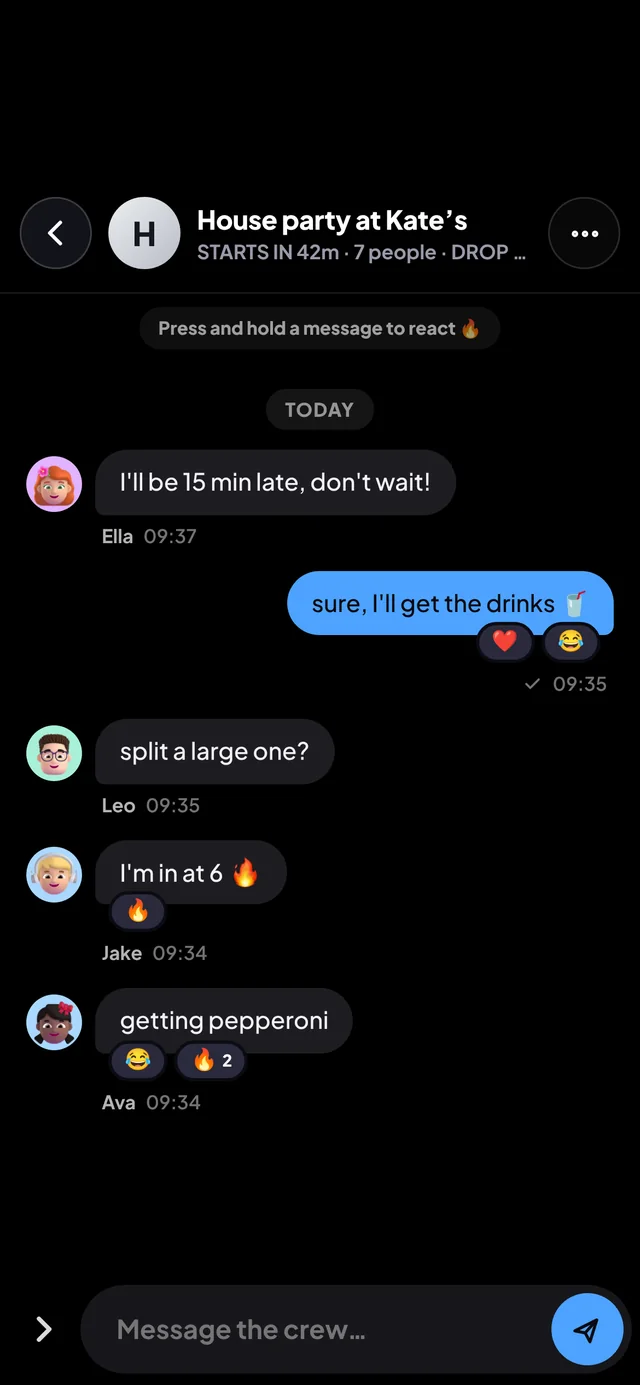 H
House party at Kate’s
STARTS IN 42m · 7 people · DROP ...
Press and hold a message to react 🔥
TODAY
I'll be 15 min late, don't wait!
Ella 09:37
sure, I'll get the drinks 🥤
❤️ 😂
✓ 09:35
split a large one?
Leo 09:35
I'm in at 6 🔥
🔥
Jake 09:34
getting pepperoni
😂 🔥 2
Ava 09:34
Message the crew...